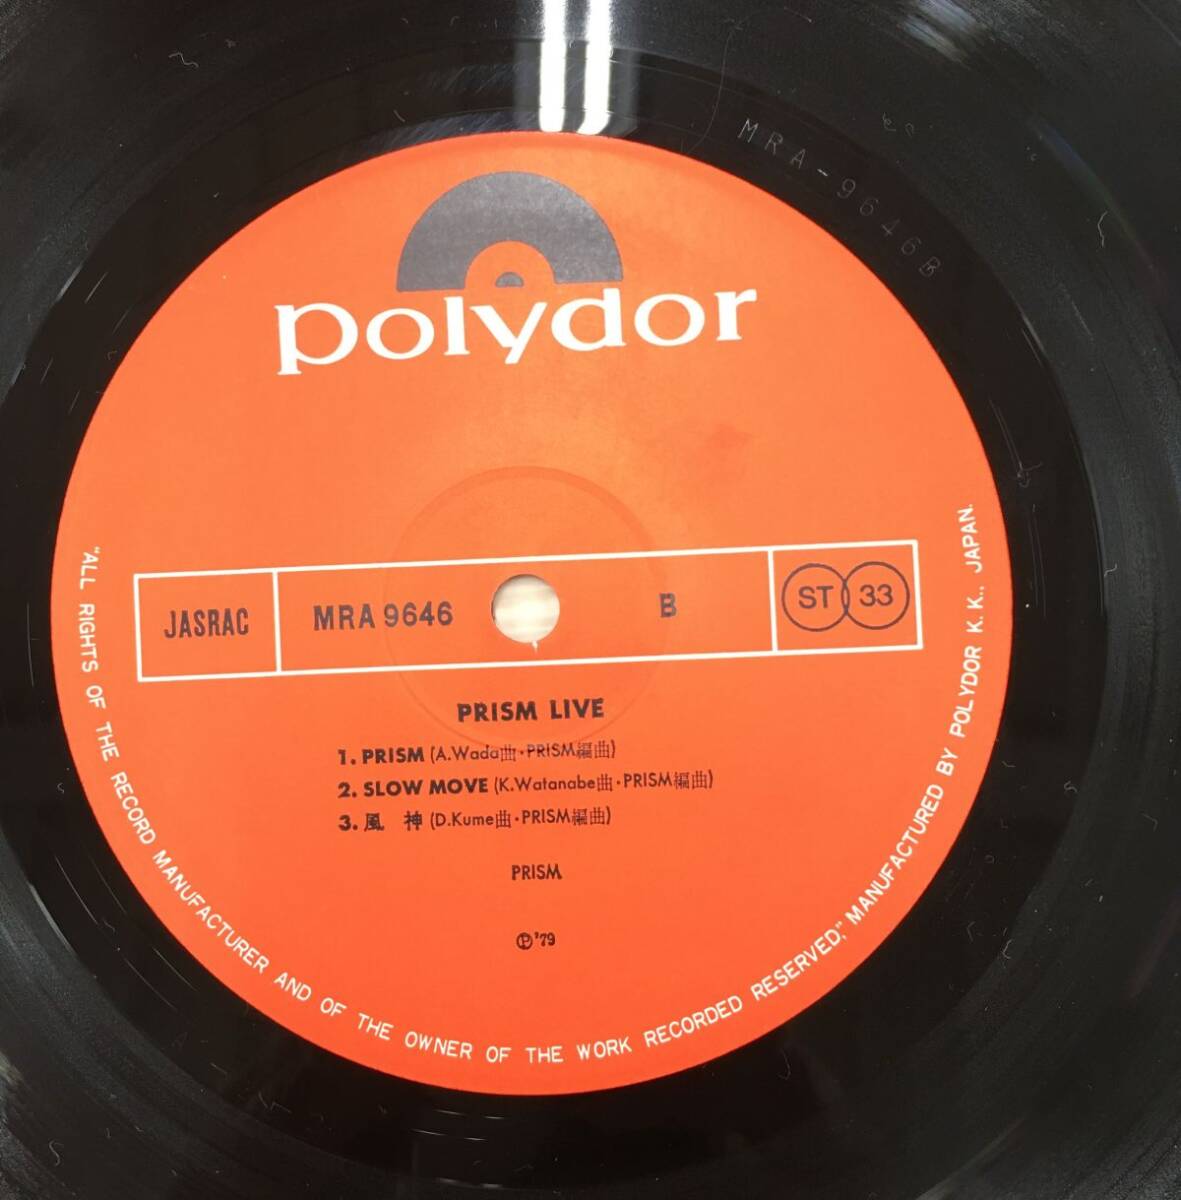 MRA-9646B
polydor
JASRAC
MRA 9646
B
ST 33
PRISM LIVE
1. PRISM (A.Wada曲・PRISM編曲)
2. SLOW MOVE (K.Watanabe曲・PRISM編曲)
3. 風 神 (D.Kume曲・PRISM編曲)
PRISM
℗'79
"ALL RIGHTS OF THE RECORD MANUFACTURER AND OF THE OWNER OF THE WORK RECORDED RESERVED," MANUFACTURED BY POLYDOR K. K., JAPAN.